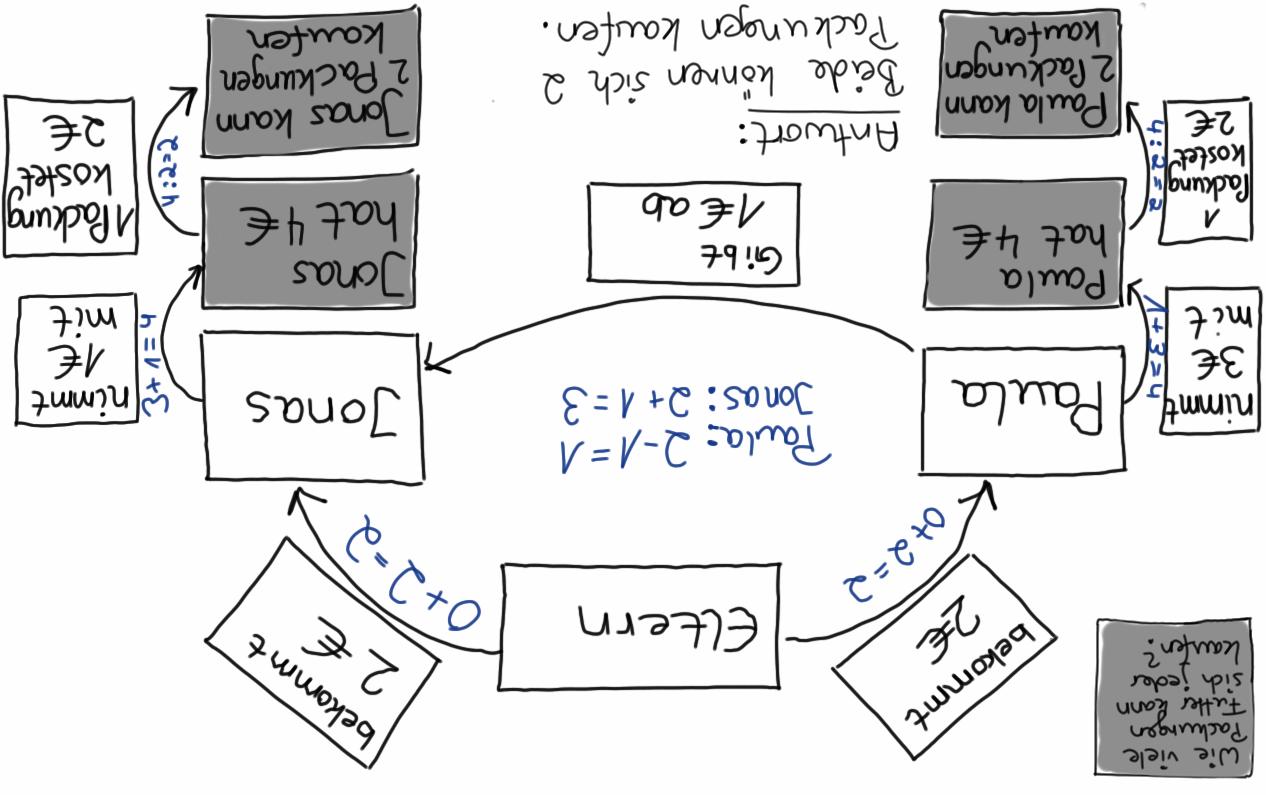 Wie viele
Packungen
Futter kann
sich jeder
kaufen?
bekommt
2€
Eltern
bekommt
2€
0+2=2
0+2=2
Paula
Jonas
Paula: 2-1=1
Jonas: 2+1=3
Gibt
1€ ab
nimmt
3€
mit
1+3=4
Paula
hat 4€
nimmt
1€
mit
3+1=4
Jonas
hat 4€
1
Packung
kostet
2€
4:2=2
Paula kann
2 Packungen
kaufen
1 Packung
kostet
2€
4:2=2
Jonas kann
2 Packungen
kaufen
Antwort:
Beide können sich 2
Packungen kaufen.